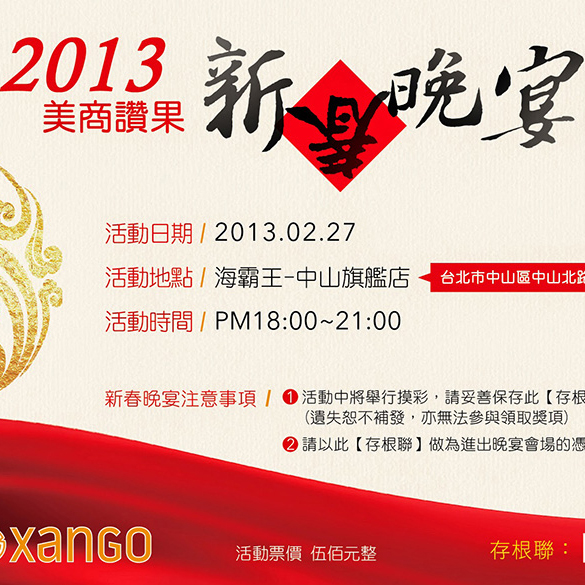 2013
美商讚果
新春晚宴
活動日期 / 2013.02.27
活動地點 / 海霸王-中山旗艦店 台北市中山區中山北路
活動時間 / PM18:00~21:00
新春晚宴注意事項 / ❶ 活動中將舉行摸彩，請妥善保存此【存根
(遺失恕不補發，亦無法參與領取獎項)
❷ 請以此【存根聯】做為進出晚宴會場的憑
xango
活動票價 伍佰元整
存根聯：